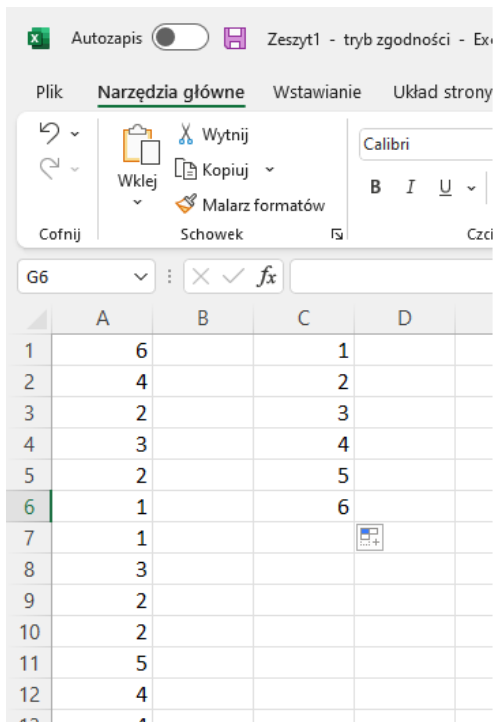 Autozapis Zeszyt1 - tryb zgodności - Ex
Plik Narzędzia główne Wstawianie Układ strony
Wytnij
Kopiuj
Wklej
Malarz formatów
Calibri
B I U
Cofnij Schowek Czci
G6 fx
A B C D
1 6 1
2 4 2
3 2 3
4 3 4
5 2 5
6 1 6
7 1
8 3
9 2
10 2
11 5
12 4